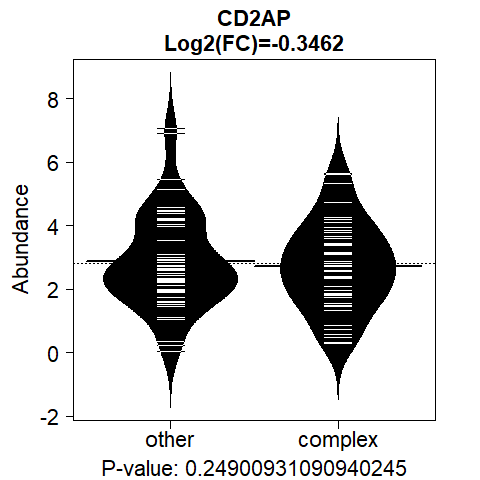 CD2AP
Log2(FC)=-0.3462
Abundance
8
6
4
2
0
-2
other complex
P-value: 0.24900931090940245